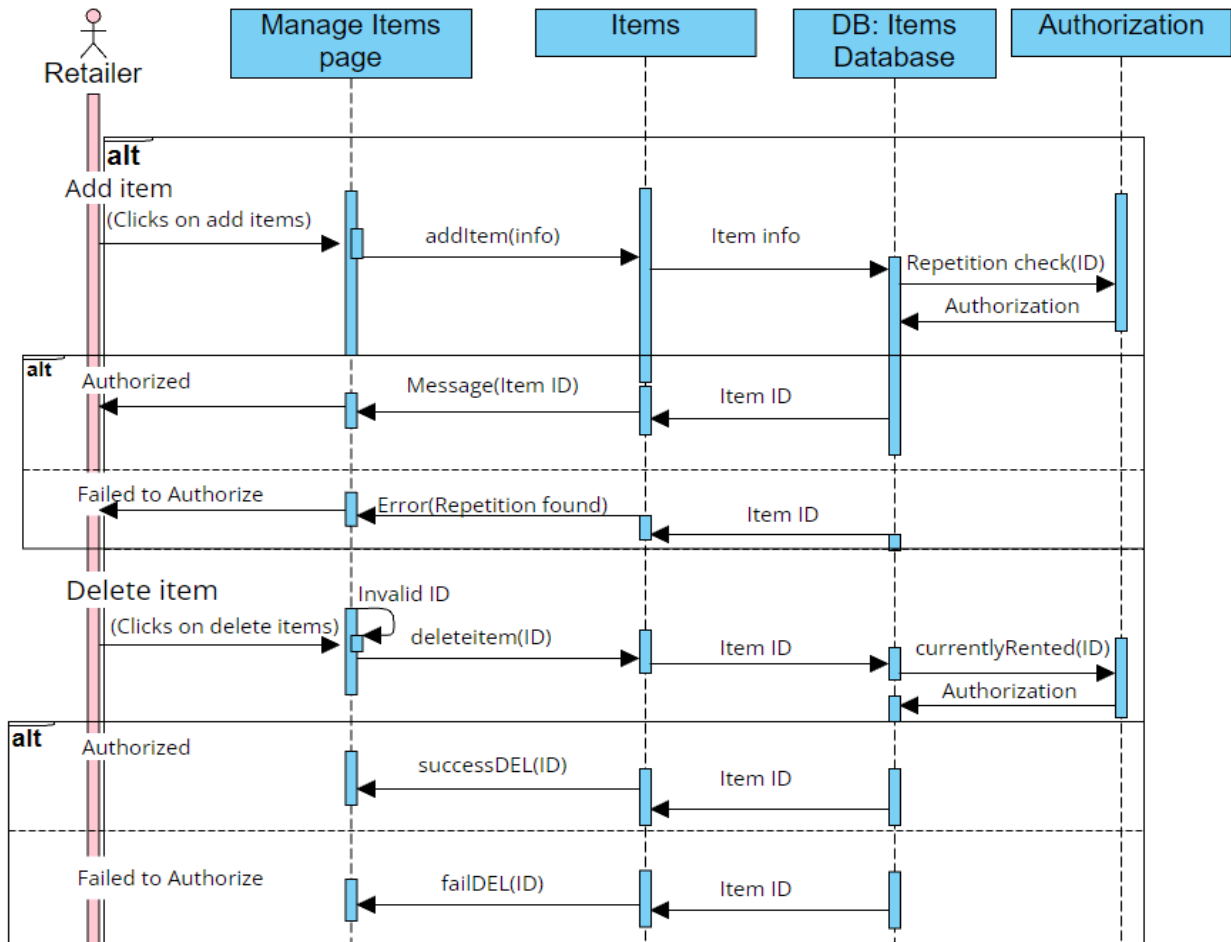 Retailer
Manage Items
page
Items
DB: Items
Database
Authorization
alt
Add item
(Clicks on add items)
addItem(info)
Item info
Repetition check(ID)
Authorization
alt
Authorized
Message(Item ID)
Item ID
Failed to Authorize
Error(Repetition found)
Item ID
Delete item
Invalid ID
(Clicks on delete items)
deleteitem(ID)
Item ID
currentlyRented(ID)
Authorization
alt
Authorized
successDEL(ID)
Item ID
Failed to Authorize
failDEL(ID)
Item ID